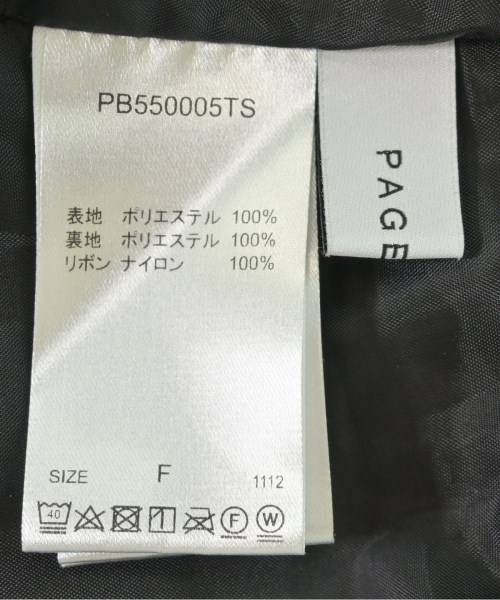 PB550005TS
表地 ポリエステル 100%
裏地 ポリエステル 100%
リボン ナイロン 100%
SIZE F 1112
40 F W
PAGE